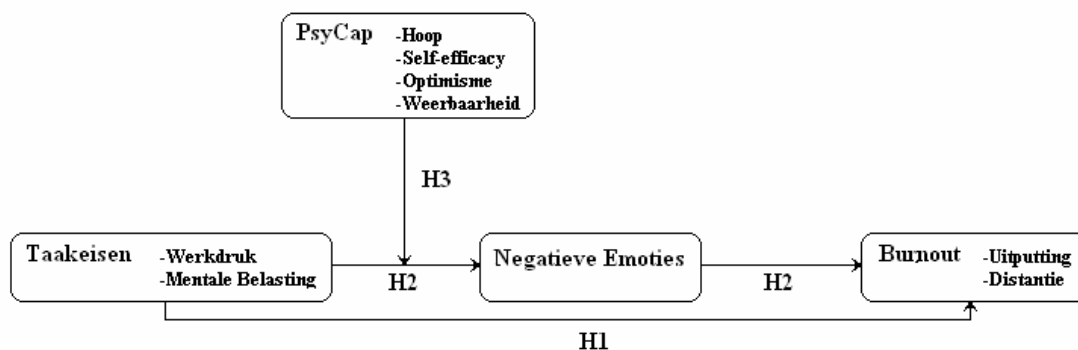 PsyCap -Hoop
-Self-efficacy
-Optimisme
-Weerbaarheid
H3
Taakeisen -Werkdruk
-Mentale Belasting
H2
Negatieve Emoties
H2
Burnout -Uitputting
-Distantie
H1